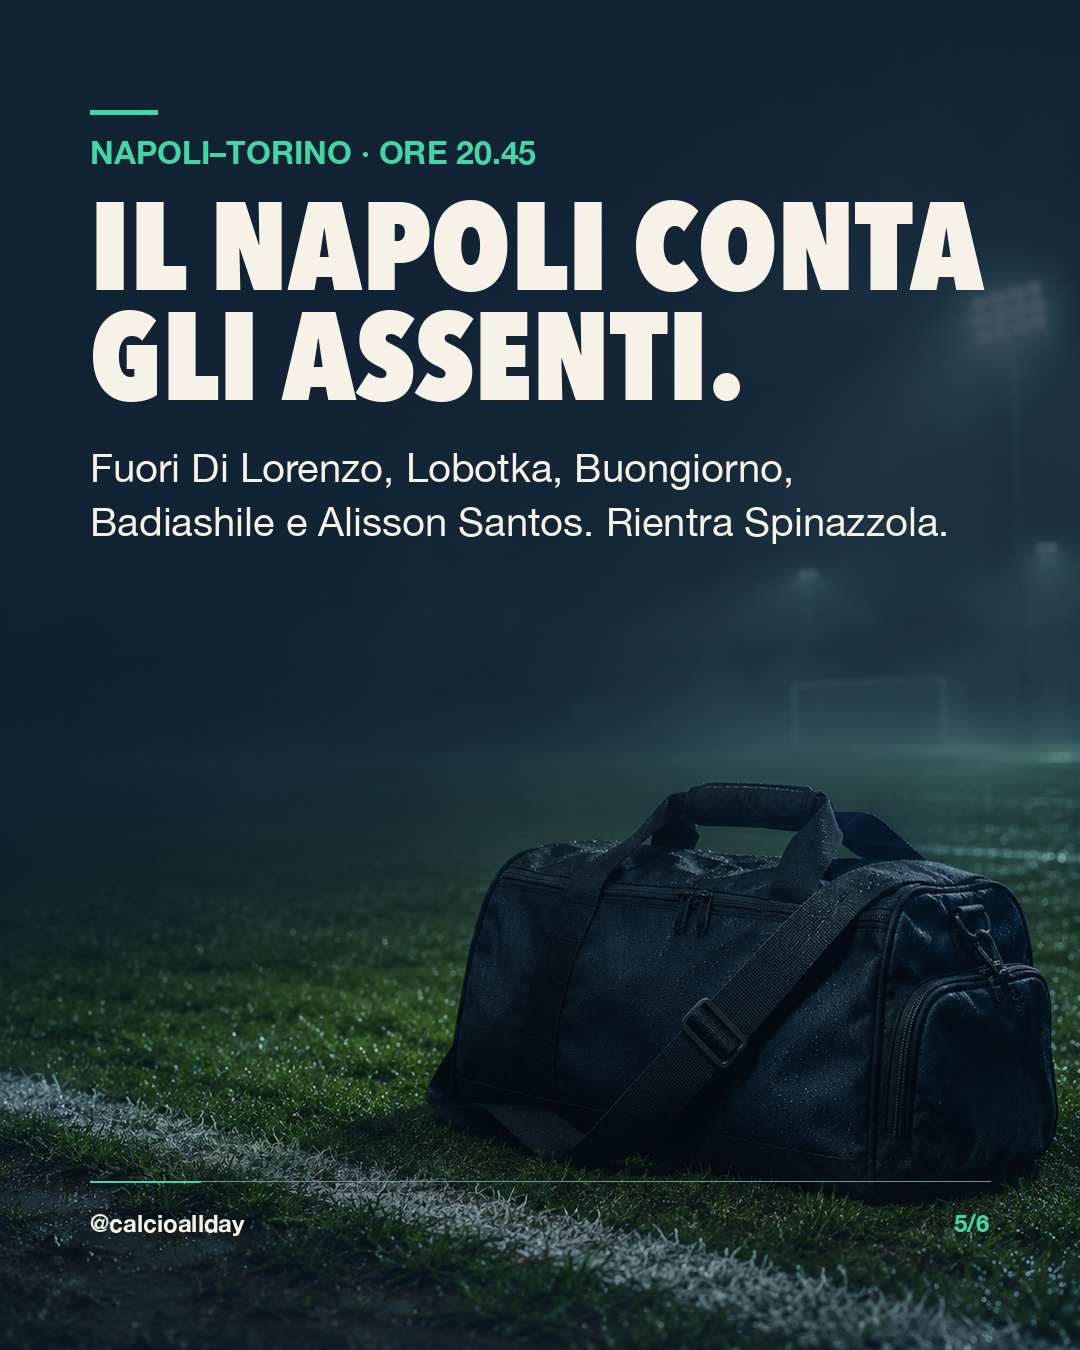 NAPOLI–TORINO · ORE 20.45
IL NAPOLI CONTA
GLI ASSENTI.
Fuori Di Lorenzo, Lobotka, Buongiorno,
Badiashile e Alisson Santos. Rientra Spinazzola.
@calcioallday
5/6